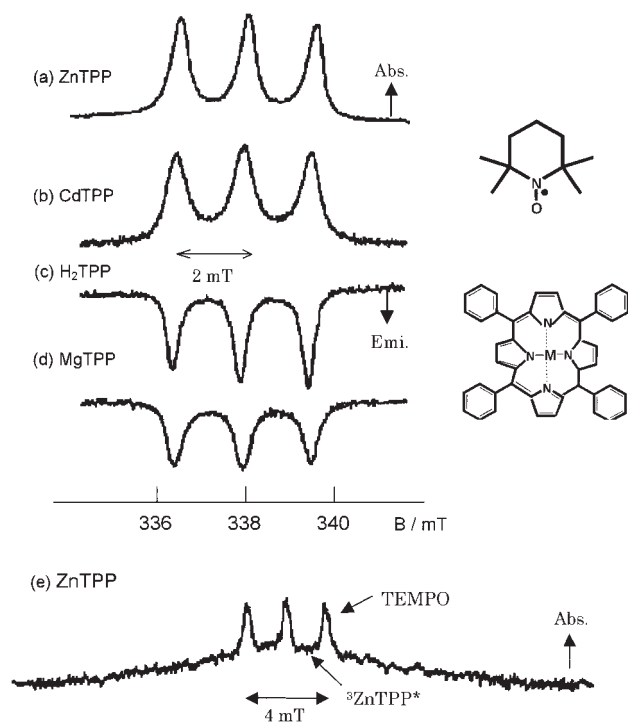 (a) ZnTPP
Abs.
(b) CdTPP
2 mT
(c) H₂TPP
Emi.
(d) MgTPP
336 338 340 B / mT
N
O
N
N M N
N
(e) ZnTPP
TEMPO
Abs.
³ZnTPP*
4 mT